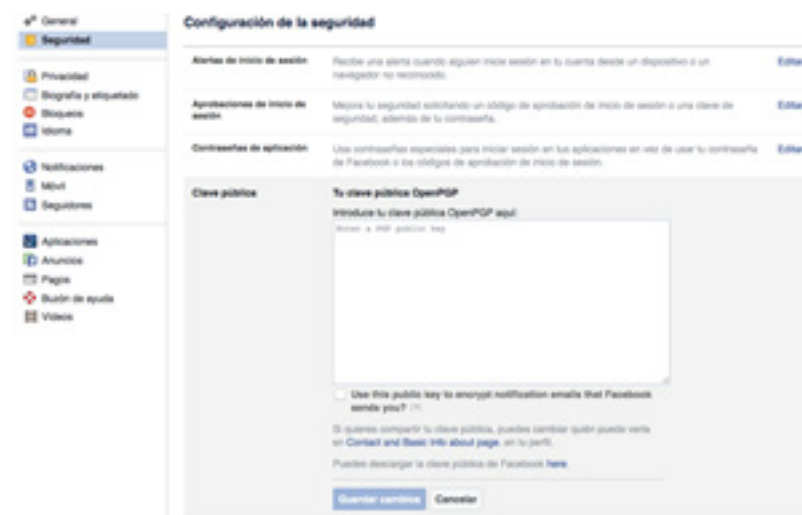 General
Configuración de la seguridad
Seguridad
Alertas de inicio de sesión
Recibe una alerta cuando alguien inicie sesión en tu cuenta desde un dispositivo o un
navegador no reconocido.
Editar
Privacidad
Biografía y etiquetado
Bloqueos
Idioma
Aprobaciones de inicio de
sesión
Mejora tu seguridad solicitando un código de aprobación de inicio de sesión o una clave de
seguridad, además de tu contraseña.
Editar
Contraseñas de aplicación
Usa contraseñas especiales para iniciar sesión en tus aplicaciones en vez de usar tu contraseña
de Facebook o los códigos de aprobación de inicio de sesión.
Editar
Notificaciones
Móvil
Seguidores
Aplicaciones
Anuncios
Pagos
Buzón de ayuda
Vídeos
Clave pública
Tu clave pública OpenPGP
Introduce tu clave pública OpenPGP aquí:
Enter a PGP public key
Use this public key to encrypt notification emails that Facebook
sends you? [?]
Si quieres compartir tu clave pública, puedes cambiar quién puede verla
en Contact and Basic Info about page, en tu perfil.
Puedes descargar la clave pública de Facebook here.
Guardar cambios
Cancelar